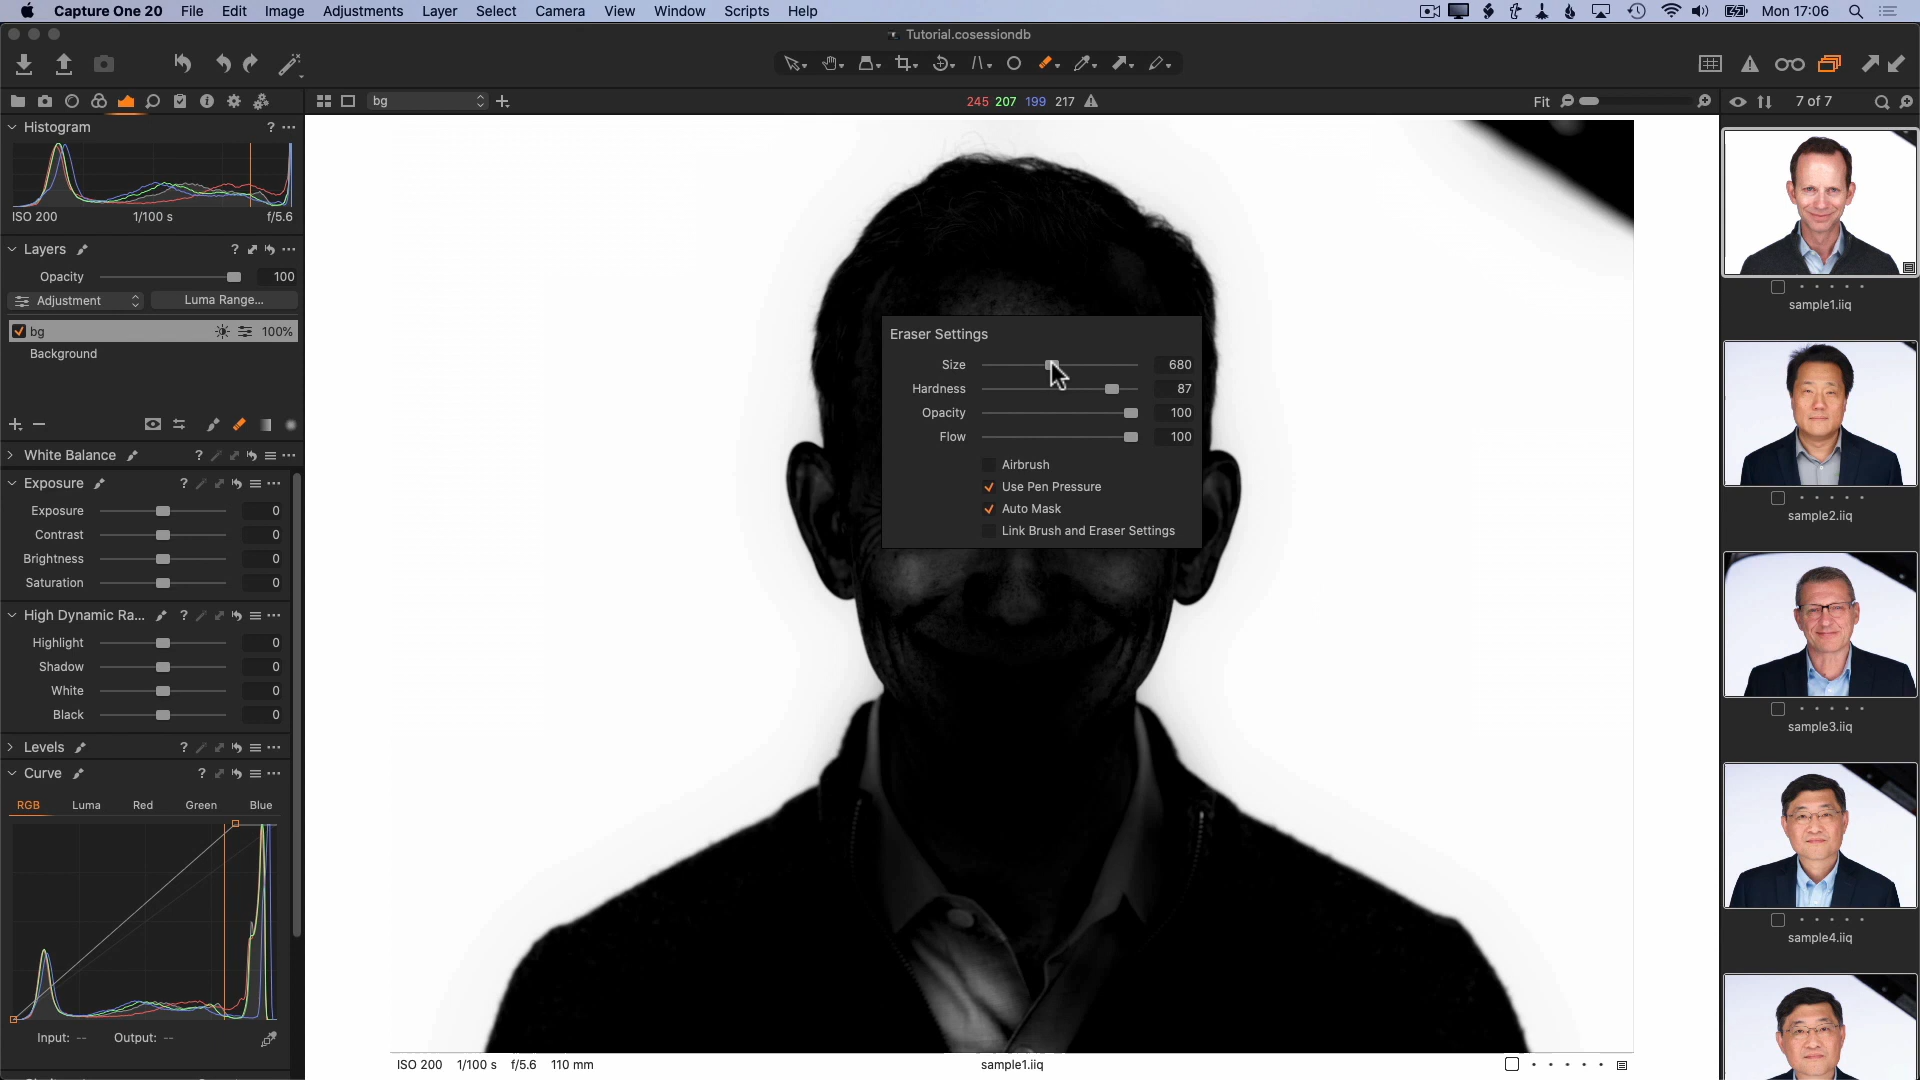 Capture One 20 File Edit Image Adjustments Layer Select Camera View Window Scripts Help Mon 17:06
Tutorial.cosessiondb
bg 245 207 199 217 Fit 7 of 7
Histogram ?
ISO 200 1/100 s f/5.6
Layers ?
Opacity 100
Adjustment Luma Range...
bg 100%
Background
White Balance ?
Exposure ?
Exposure 0
Contrast 0
Brightness 0
Saturation 0
High Dynamic Ra... ?
Highlight 0
Shadow 0
White 0
Black 0
Levels ?
Curve ?
RGB Luma Red Green Blue
Input: -- Output: --
Eraser Settings
Size 680
Hardness 87
Opacity 100
Flow 100
Airbrush
Use Pen Pressure
Auto Mask
Link Brush and Eraser Settings
ISO 200 1/100 s f/5.6 110 mm sample1.iiq
sample1.iiq
sample2.iiq
sample3.iiq
sample4.iiq